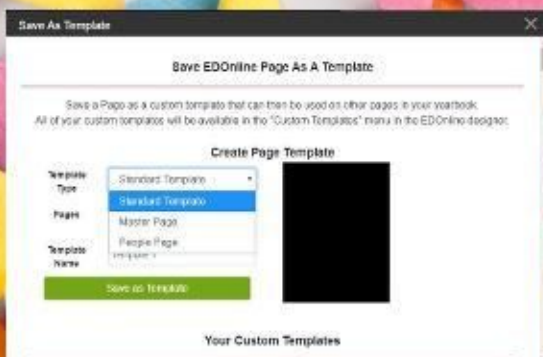 Save As Template
Save EDOnline Page As A Template
Save a Page as a custom template that can then be used on other pages in your yearbook.
All of your custom templates will be available in the "Custom Templates" menu in the EDOnline designer.
Create Page Template
Template Type
Standard Template
Standard Template
Pages
Master Page
People Page
Template Name
Save as Template
Your Custom Templates